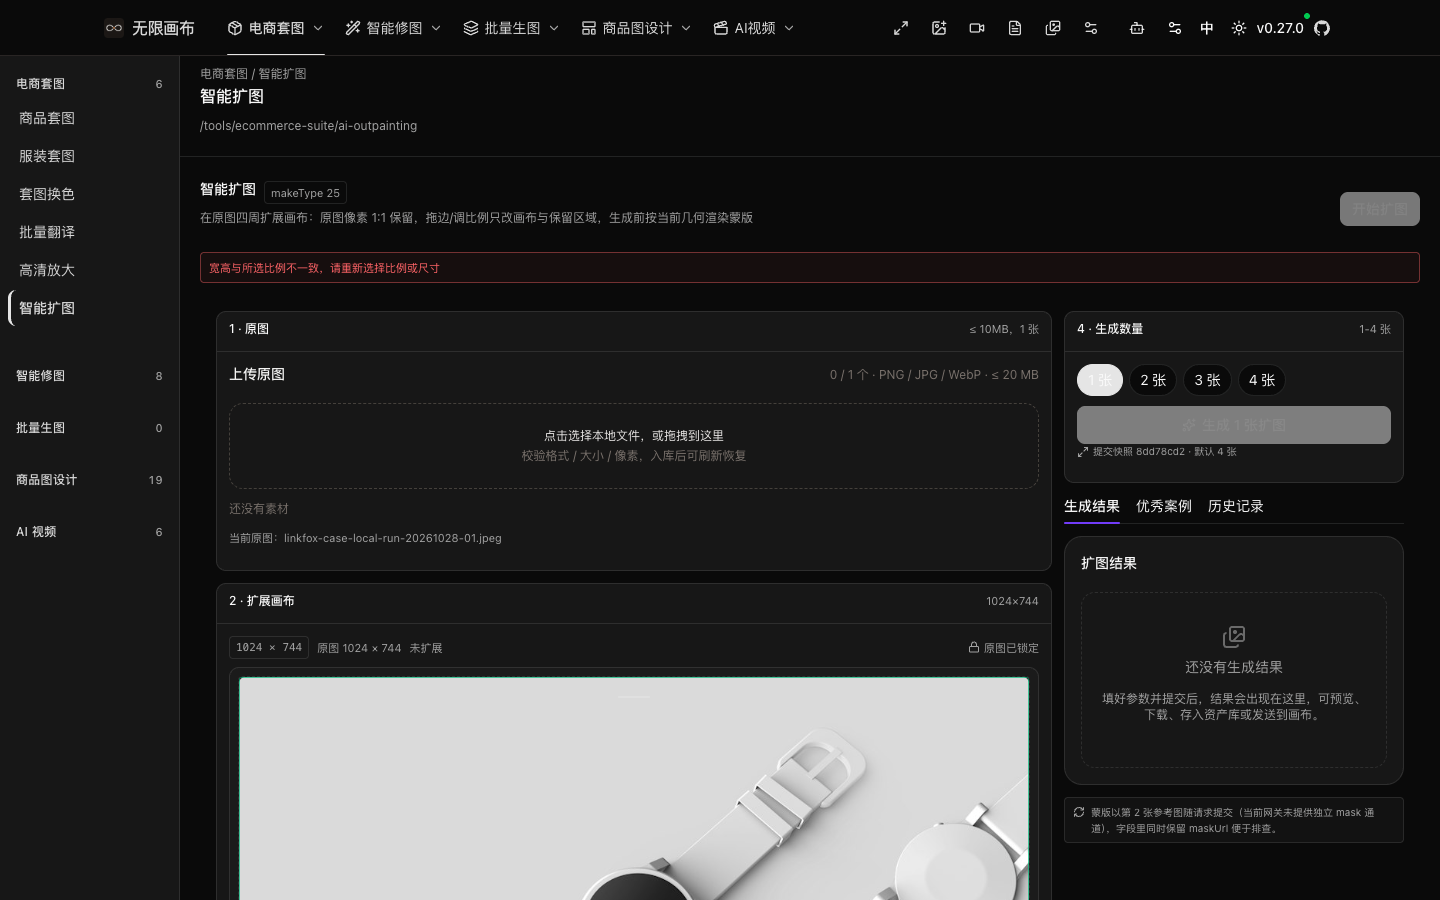 无限画布
电商套图
智能修图
批量生图
商品图设计
AI视频
中
v0.27.0
电商套图 6
商品套图
服装套图
套图换色
批量翻译
高清放大
智能扩图
智能修图 8
批量生图 0
商品图设计 19
AI 视频 6
电商套图 / 智能扩图
智能扩图
/tools/ecommerce-suite/ai-outpainting
智能扩图 makeType 25
在原图四周扩展画布：原图像素 1:1 保留，拖边/调比例只改画布与保留区域，生成前按当前几何渲染蒙版
开始扩图
宽高与所选比例不一致，请重新选择比例或尺寸
1 · 原图 ≤ 10MB，1 张
上传原图 0 / 1 个 · PNG / JPG / WebP · ≤ 20 MB
点击选择本地文件，或拖拽到这里
校验格式 / 大小 / 像素，入库后可刷新恢复
还没有素材
当前原图：linkfox-case-local-run-20261028-01.jpeg
2 · 扩展画布 1024×744
1024 × 744 原图 1024 × 744 未扩展 原图已锁定
4 · 生成数量 1-4 张
1 张 2 张 3 张 4 张
生成 1 张扩图
提交快照 8dd78cd2 · 默认 4 张
生成结果 优秀案例 历史记录
扩图结果
还没有生成结果
填好参数并提交后，结果会出现在这里，可预览、
下载、存入资产库或发送到画布。
蒙版以第 2 张参考图随请求提交（当前网关未提供独立 mask 通
道），字段里同时保留 maskUrl 便于排查。